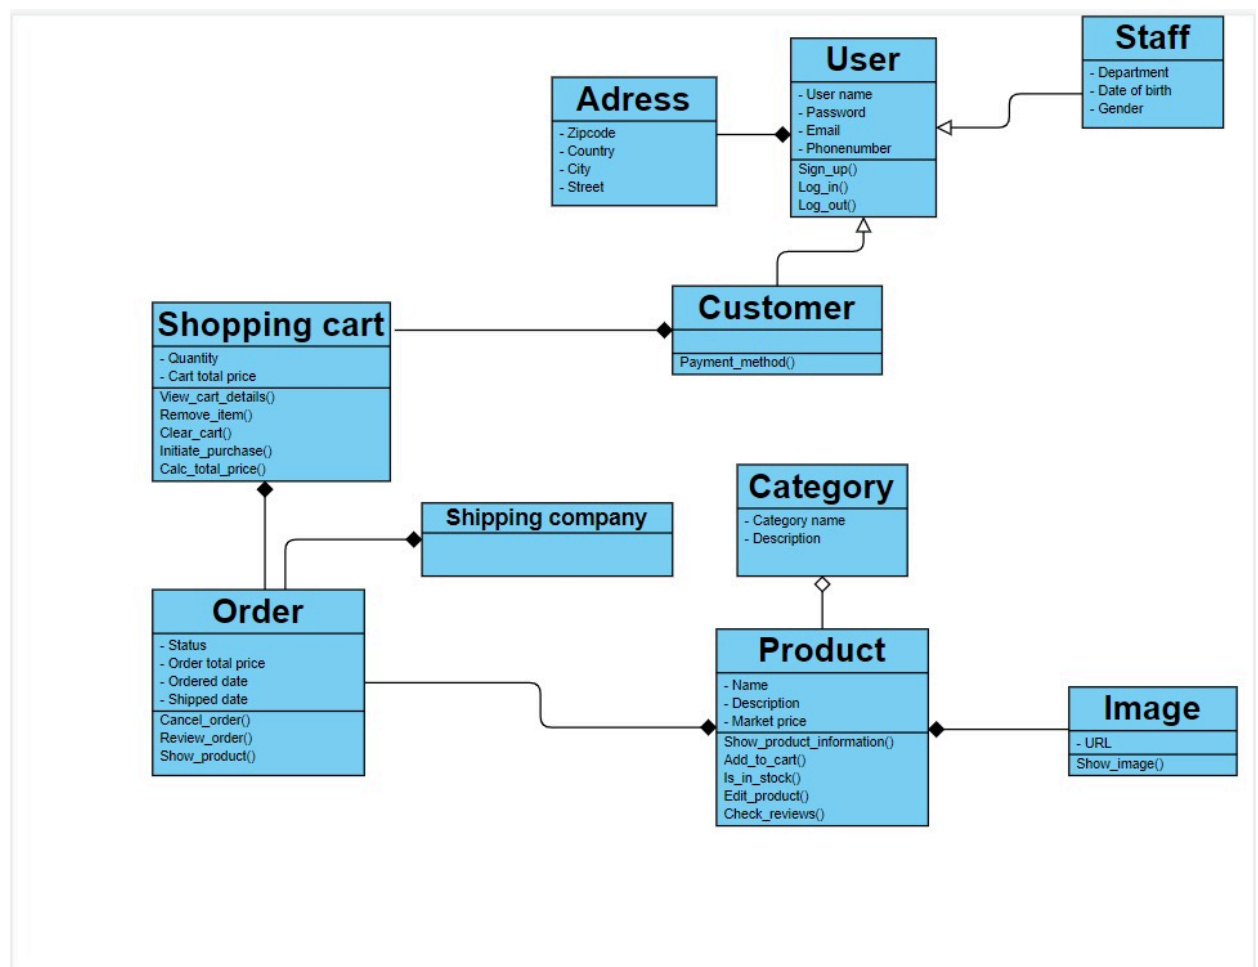 Staff
- Department
- Date of birth
- Gender
User
- User name
- Password
- Email
- Phonenumber
Sign_up()
Log_in()
Log_out()
Adress
- Zipcode
- Country
- City
- Street
Customer
Payment_method()
Shopping cart
- Quantity
- Cart total price
View_cart_details()
Remove_item()
Clear_cart()
Initiate_purchase()
Calc_total_price()
Category
- Category name
- Description
Shipping company
Order
- Status
- Order total price
- Ordered date
- Shipped date
Cancel_order()
Review_order()
Show_product()
Product
- Name
- Description
- Market price
Show_product_information()
Add_to_cart()
Is_in_stock()
Edit_product()
Check_reviews()
Image
- URL
Show_image()